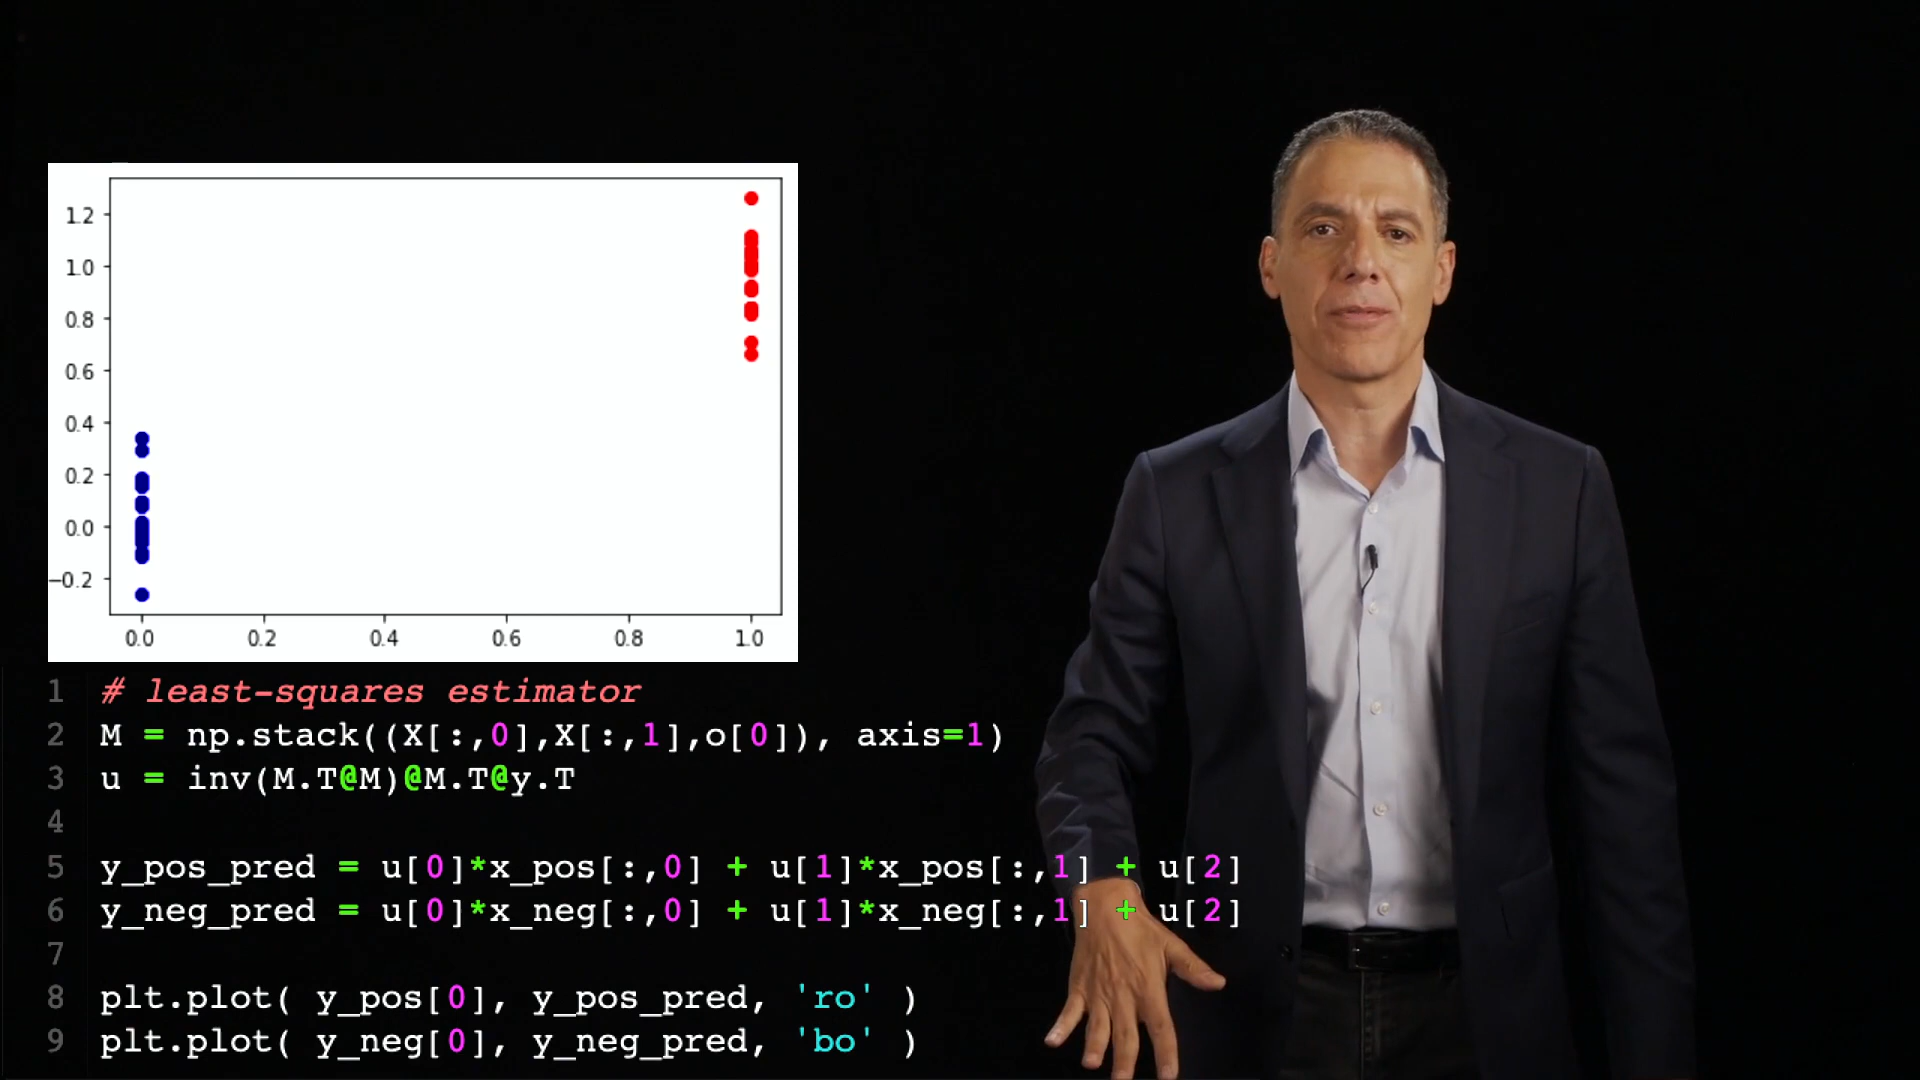 1.2
1.0
0.8
0.6
0.4
0.2
0.0
−0.2
0.0 0.2 0.4 0.6 0.8 1.0
1 # least-squares estimator
2 M = np.stack((X[:,0],X[:,1],o[0]), axis=1)
3 u = inv(M.T@M)@M.T@y.T
4
5 y_pos_pred = u[0]*x_pos[:,0] + u[1]*x_pos[:,1] + u[2]
6 y_neg_pred = u[0]*x_neg[:,0] + u[1]*x_neg[:,1] + u[2]
7
8 plt.plot( y_pos[0], y_pos_pred, 'ro' )
9 plt.plot( y_neg[0], y_neg_pred, 'bo' )